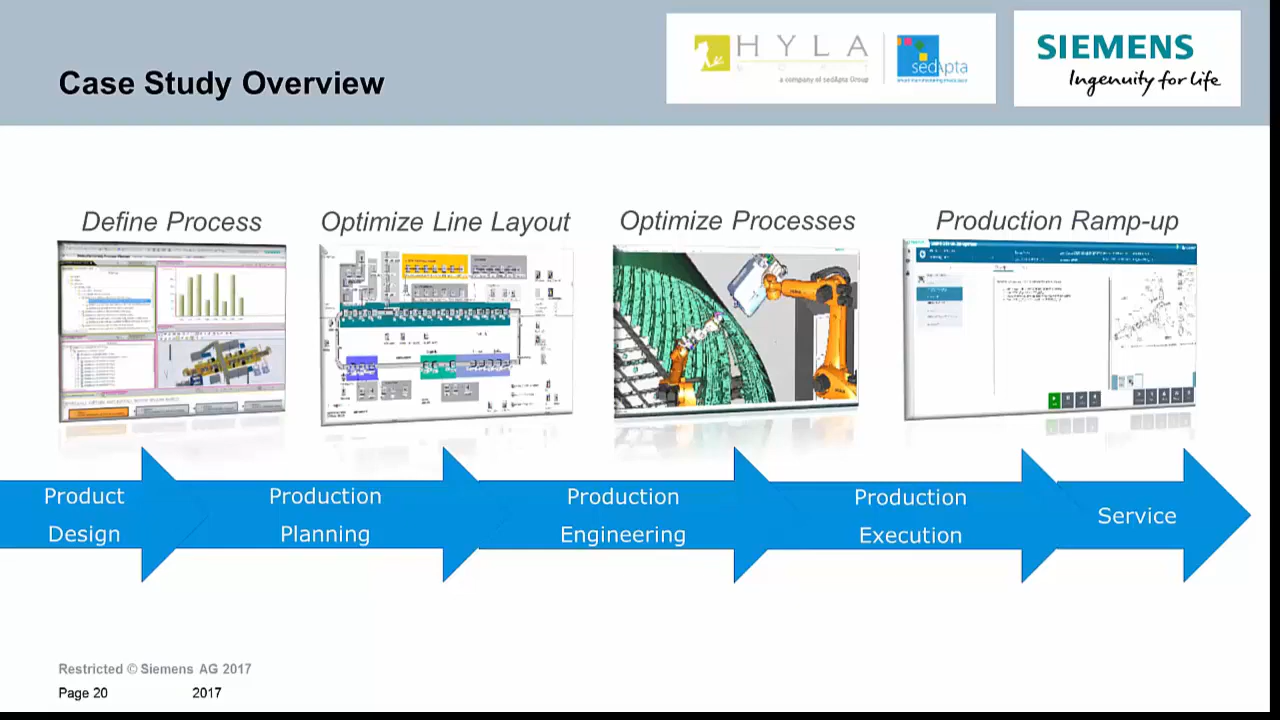 HYLA
SOFT
a company of sedApta Group
sedApta
SIEMENS
Ingenuity for life
Case Study Overview
Define Process
Optimize Line Layout
Optimize Processes
Production Ramp-up
Product
Design
Production
Planning
Production
Engineering
Production
Execution
Service
Restricted © Siemens AG 2017
Page 20
2017